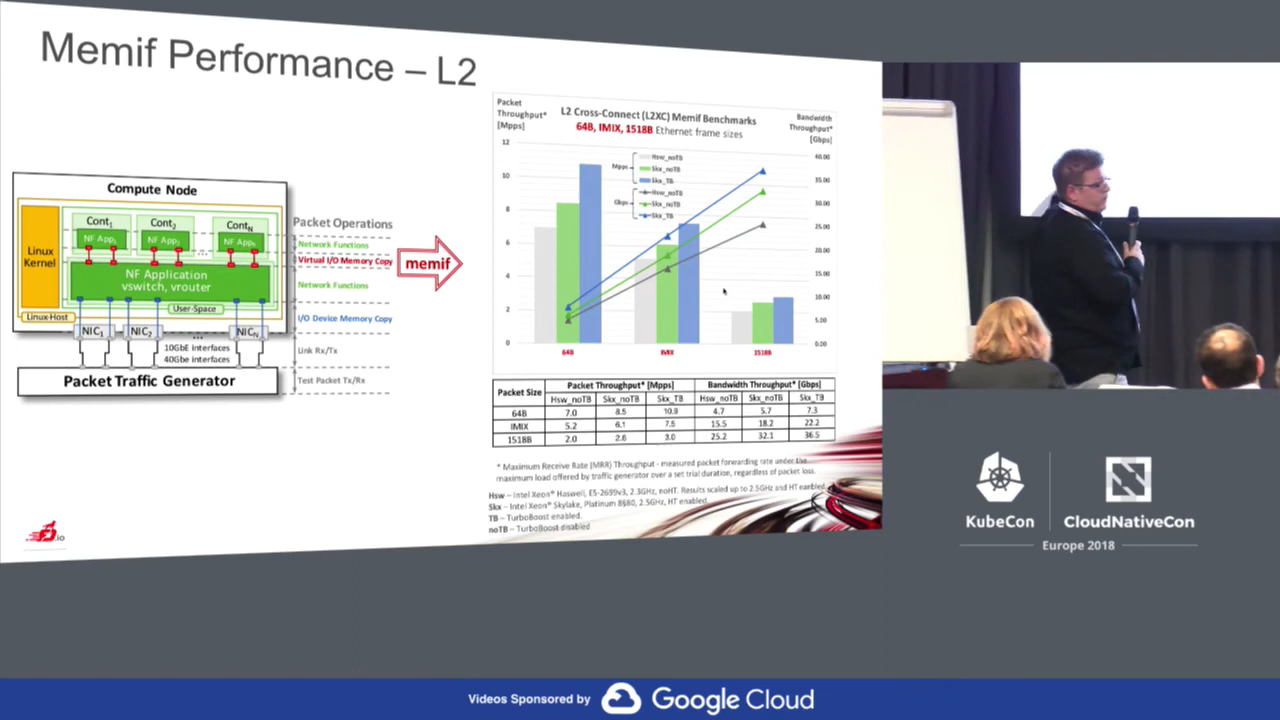 Memif Performance – L2
Compute Node
Linux
Kernel
Cont1
NF App1
Cont2
NF App2
ContN
NF AppN
...
NF Application
vswitch, vrouter
User-Space
Linux-Host
NIC1
NIC2
...
NICN
10GbE interfaces
40Gbe interfaces
Packet Traffic Generator
Packet Operations
Network Functions
Virtual I/O Memory Copy
Network Functions
I/O Device Memory Copy
Link Rx/Tx
Test Packet Tx/Rx
memif
Packet
Throughput*
[Mpps]
L2 Cross-Connect (L2XC) Memif Benchmarks
64B, IMIX, 1518B Ethernet frame sizes
Bandwidth
Throughput*
[Gbps]
12
10
8
6
4
2
0
Mpps
Hsw_noTB
Skx_noTB
Skx_TB
Gbps
Hsw_noTB
Skx_noTB
Skx_TB
40.00
35.00
30.00
25.00
20.00
15.00
10.00
5.00
0.00
64B IMIX 1518B
Packet Size Packet Throughput* [Mpps] Bandwidth Throughput* [Gbps]
Hsw_noTB Skx_noTB Skx_TB Hsw_noTB Skx_noTB Skx_TB
64B 7.0 8.5 10.8 4.7 5.7 7.3
IMIX 5.2 6.1 7.5 15.5 18.2 22.2
1518B 2.0 2.6 3.0 25.2 32.1 36.5
* Maximum Receive Rate (MRR) Throughput - measured packet forwarding rate under the
maximum load offered by traffic generator over a set trial duration, regardless of packet loss.
Hsw – Intel Xeon® Haswell, E5-2699v3, 2.3GHz, noHT. Results scaled up to 2.5GHz and HT enabled.
Skx – Intel Xeon® Skylake, Platinum 8180, 2.5GHz, HT enabled.
TB – TurboBoost enabled.
noTB – TurboBoost disabled
.io
KubeCon
CloudNativeCon
Europe 2018
Videos Sponsored by Google Cloud